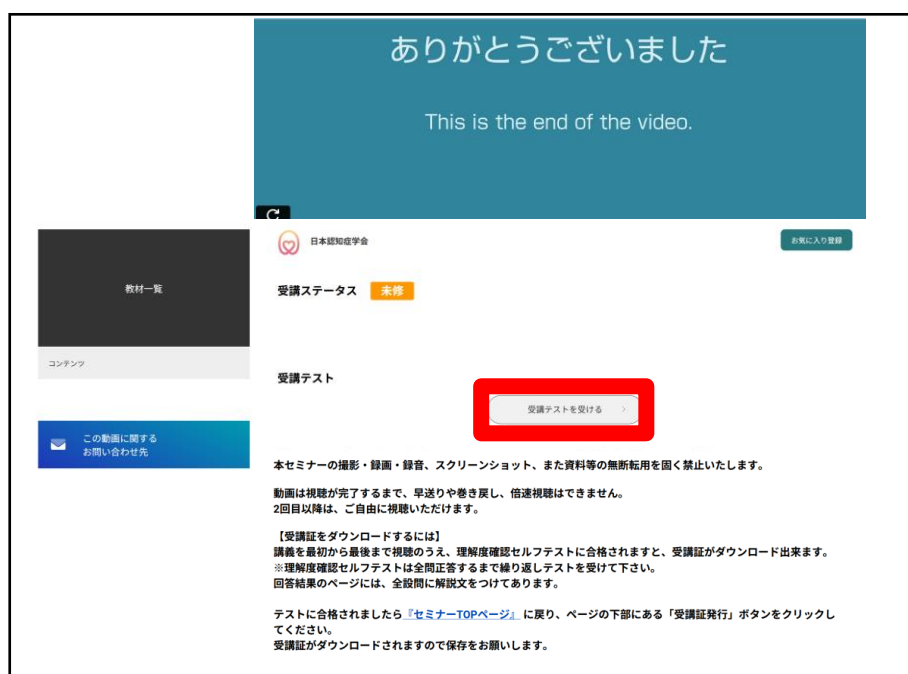 ありがとうございました
This is the end of the video.
日本認知症学会
お気に入り登録
教材一覧
受講ステータス 未修
コンテンツ
受講テスト
受講テストを受ける
この動画に関する
お問い合わせ先
本セミナーの撮影・録画・録音、スクリーンショット、また資料等の無断転用を固く禁止いたします。
動画は視聴が完了するまで、早送りや巻き戻し、倍速視聴はできません。
2回目以降は、ご自由に視聴いただけます。
【受講証をダウンロードするには】
講義を最初から最後まで視聴のうえ、理解度確認セルフテストに合格されますと、受講証がダウンロード出来ます。
※理解度確認セルフテストは全問正答するまで繰り返しテストを受けて下さい。
回答結果のページには、全設問に解説文をつけてあります。
テストに合格されましたら『セミナーTOPページ』 に戻り、ページの下部にある「受講証発行」ボタンをクリックし
てください。
受講証がダウンロードされますので保存をお願いします。